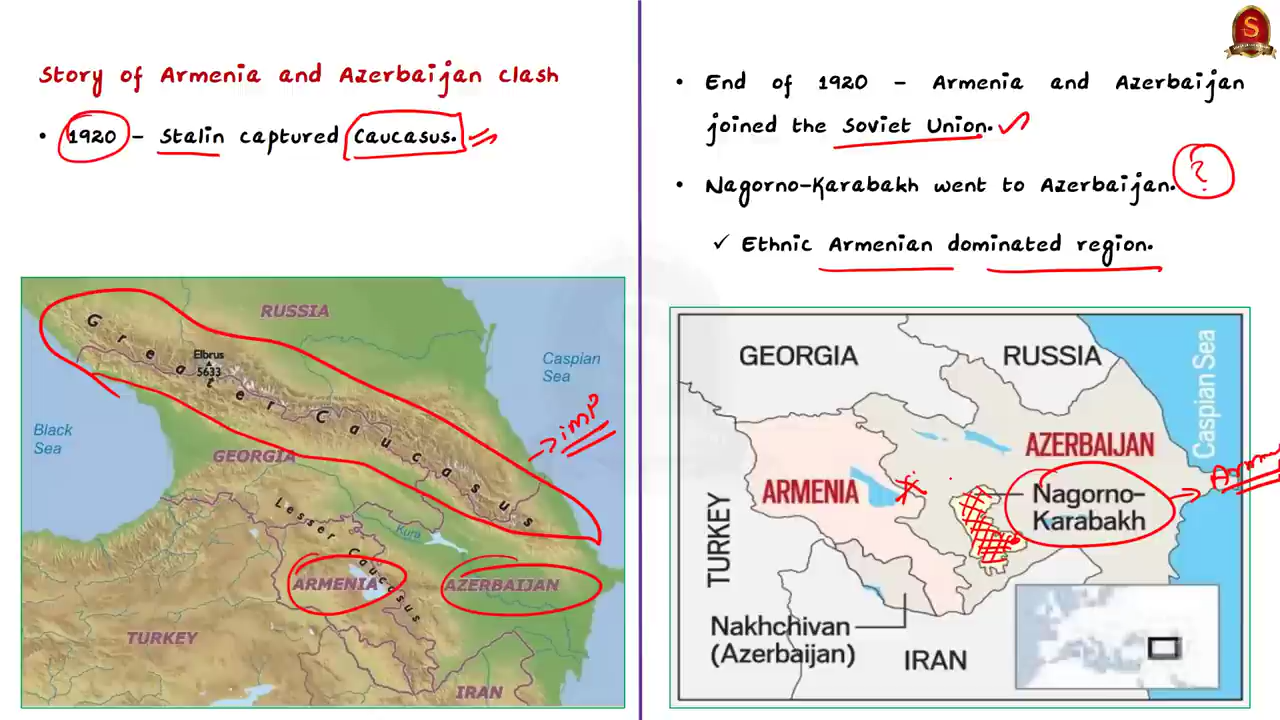 Story of Armenia and Azerbaijan clash
• 1920 - Stalin captured Caucasus.
RUSSIA
Greater Caucasus
Elbrus
5633
Caspian
Sea
Black
Sea
imp
GEORGIA
Lesser Caucasus
Kura
ARMENIA
AZERBAIJAN
TURKEY
IRAN
• End of 1920 - Armenia and Azerbaijan
joined the Soviet Union.
• Nagorno-Karabakh went to Azerbaijan. ?
✓ Ethnic Armenian dominated region.
GEORGIA
RUSSIA
Caspian Sea
AZERBAIJAN
ARMENIA
Nagorno-
Karabakh
TURKEY
Nakhchivan
(Azerbaijan)
IRAN
S